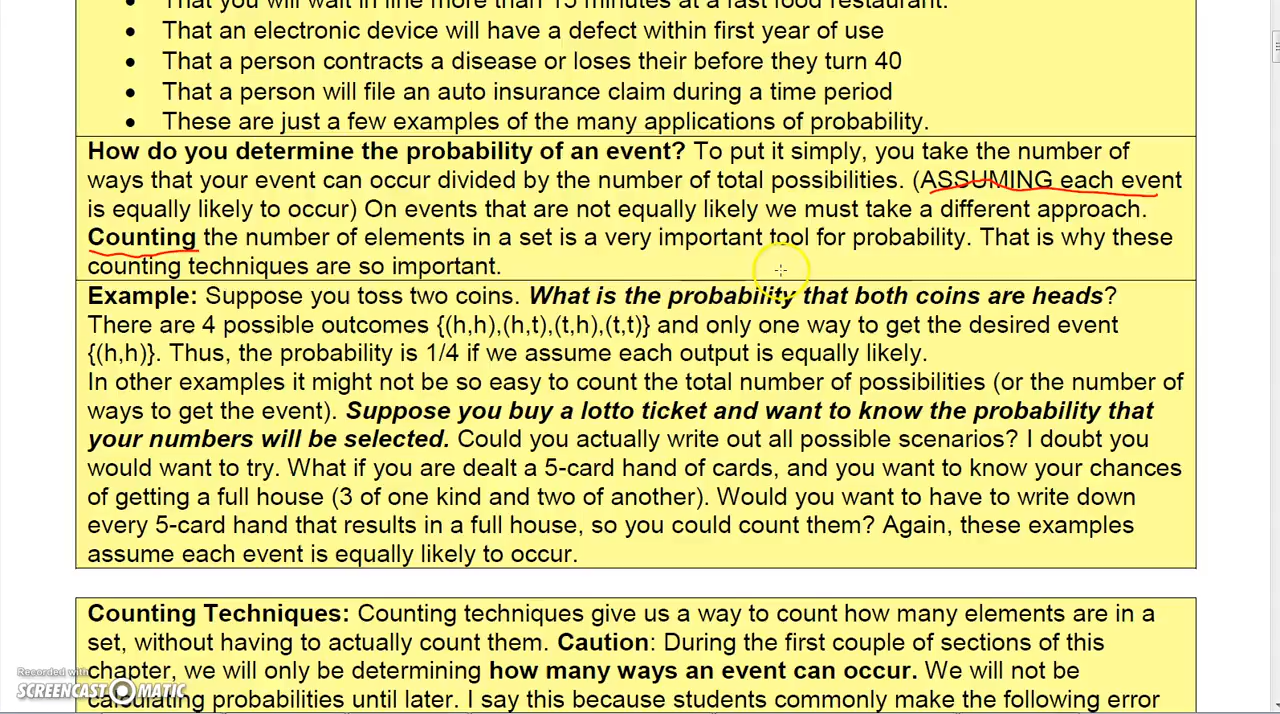 • That you will wait in line more than 15 minutes at a fast food restaurant.
• That an electronic device will have a defect within first year of use
• That a person contracts a disease or loses their before they turn 40
• That a person will file an auto insurance claim during a time period
• These are just a few examples of the many applications of probability.
How do you determine the probability of an event? To put it simply, you take the number of
ways that your event can occur divided by the number of total possibilities. (ASSUMING each event
is equally likely to occur) On events that are not equally likely we must take a different approach.
Counting the number of elements in a set is a very important tool for probability. That is why these
counting techniques are so important.
Example: Suppose you toss two coins. What is the probability that both coins are heads?
There are 4 possible outcomes {(h,h),(h,t),(t,h),(t,t)} and only one way to get the desired event
{(h,h)}. Thus, the probability is 1/4 if we assume each output is equally likely.
In other examples it might not be so easy to count the total number of possibilities (or the number of
ways to get the event). Suppose you buy a lotto ticket and want to know the probability that
your numbers will be selected. Could you actually write out all possible scenarios? I doubt you
would want to try. What if you are dealt a 5-card hand of cards, and you want to know your chances
of getting a full house (3 of one kind and two of another). Would you want to have to write down
every 5-card hand that results in a full house, so you could count them? Again, these examples
assume each event is equally likely to occur.
Counting Techniques: Counting techniques give us a way to count how many elements are in a
set, without having to actually count them. Caution: During the first couple of sections of this
chapter, we will only be determining how many ways an event can occur. We will not be
calculating probabilities until later. I say this because students commonly make the following error
Recorded with
SCREENCAST-O-MATIC